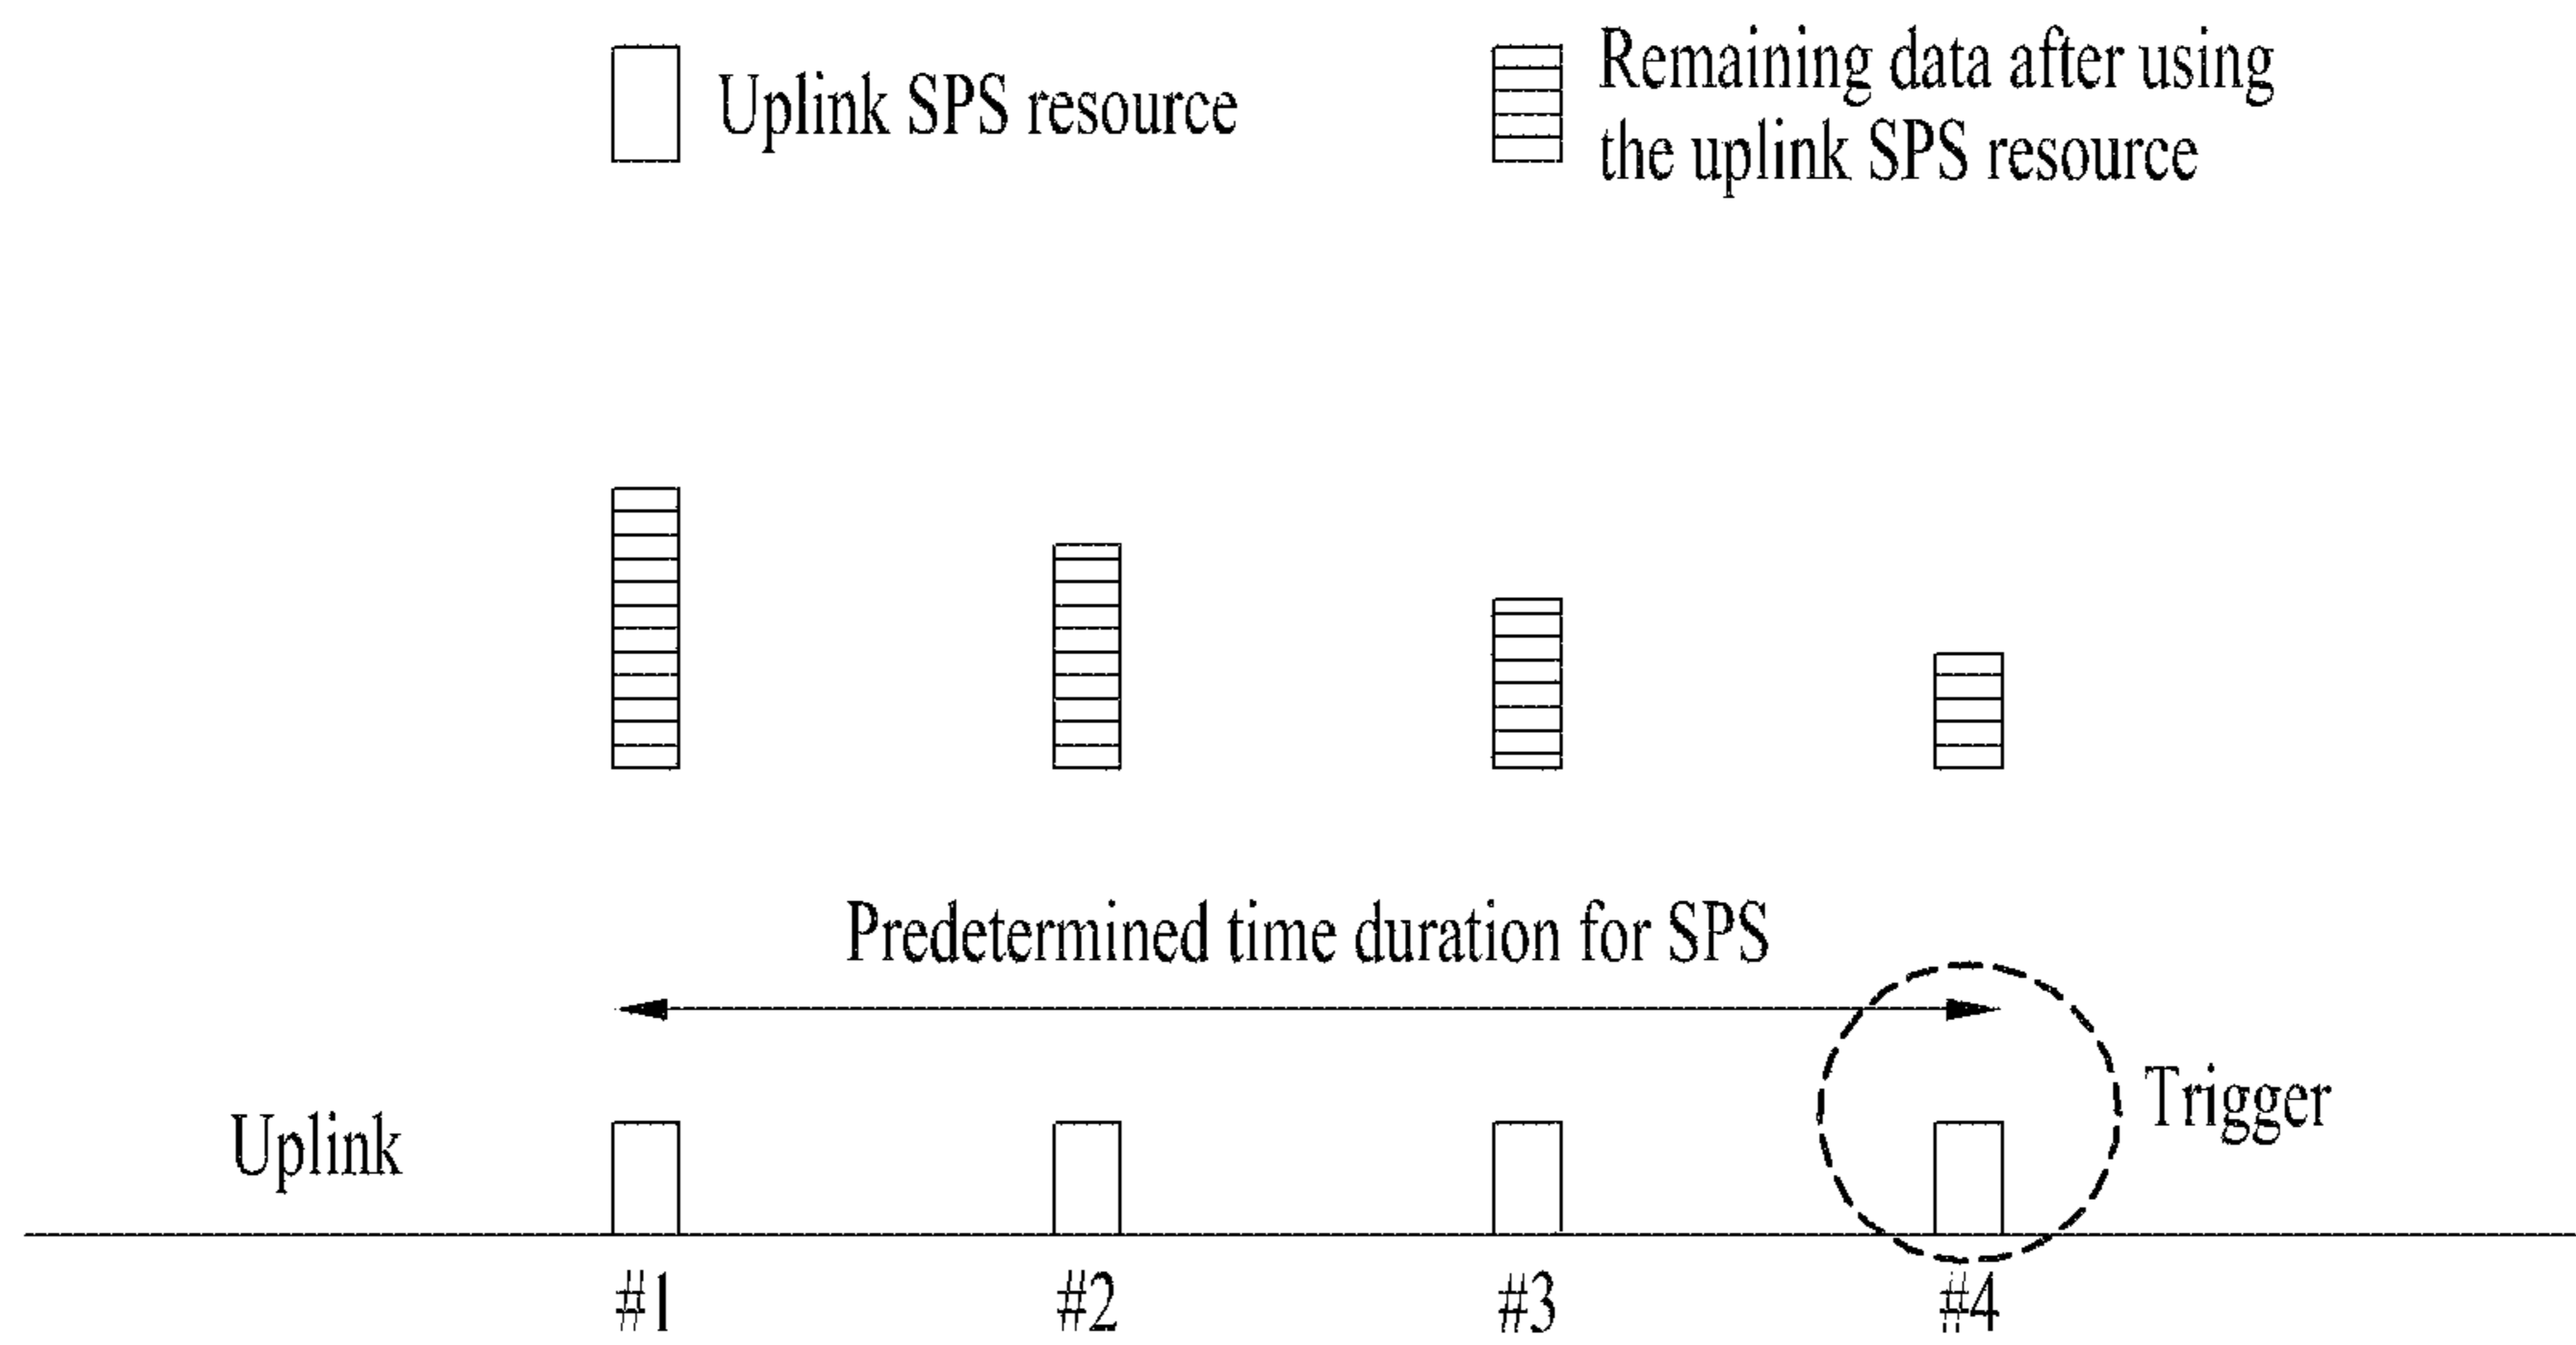 Uplink SPS resource
Remaining data after using
the uplink SPS resource
Predetermined time duration for SPS
Trigger
Uplink
#1
#2
#3
#4